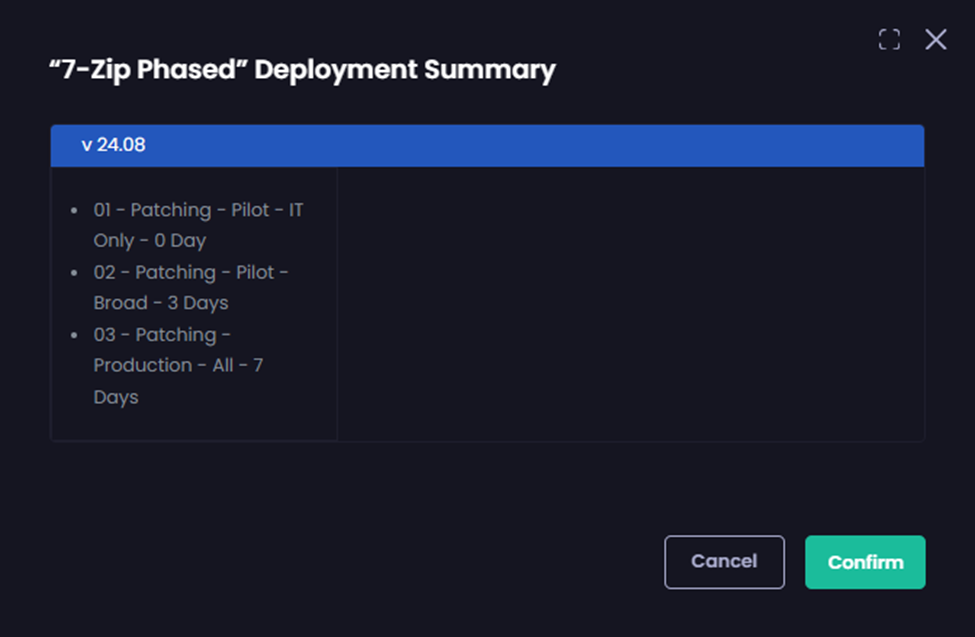 “7-Zip Phased” Deployment Summary
v 24.08
• 01 - Patching - Pilot - IT
Only - 0 Day
• 02 - Patching - Pilot -
Broad - 3 Days
• 03 - Patching -
Production - All - 7
Days
Cancel
Confirm